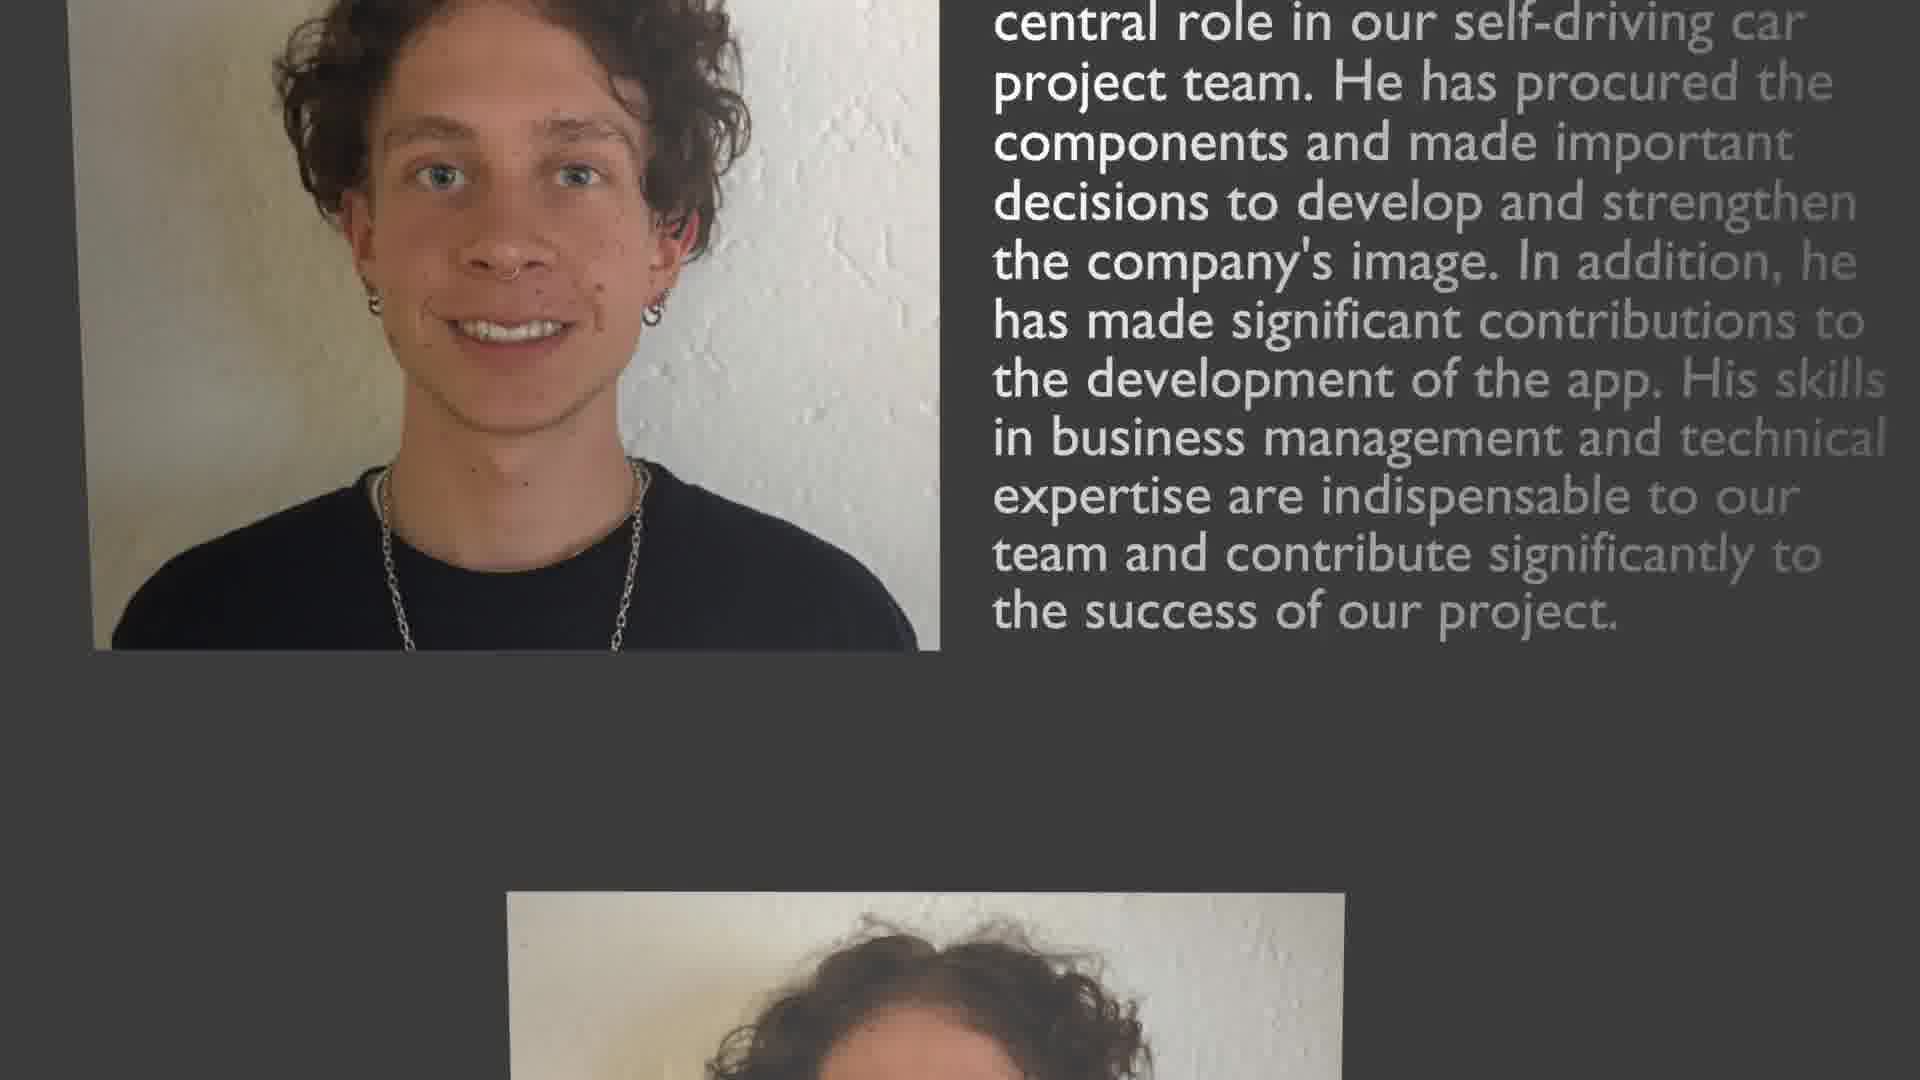 central role in our self-driving car
project team. He has procured the
components and made important
decisions to develop and strengthen
the company's image. In addition, he
has made significant contributions to
the development of the app. His skills
in business management and technical
expertise are indispensable to our
team and contribute significantly to
the success of our project.